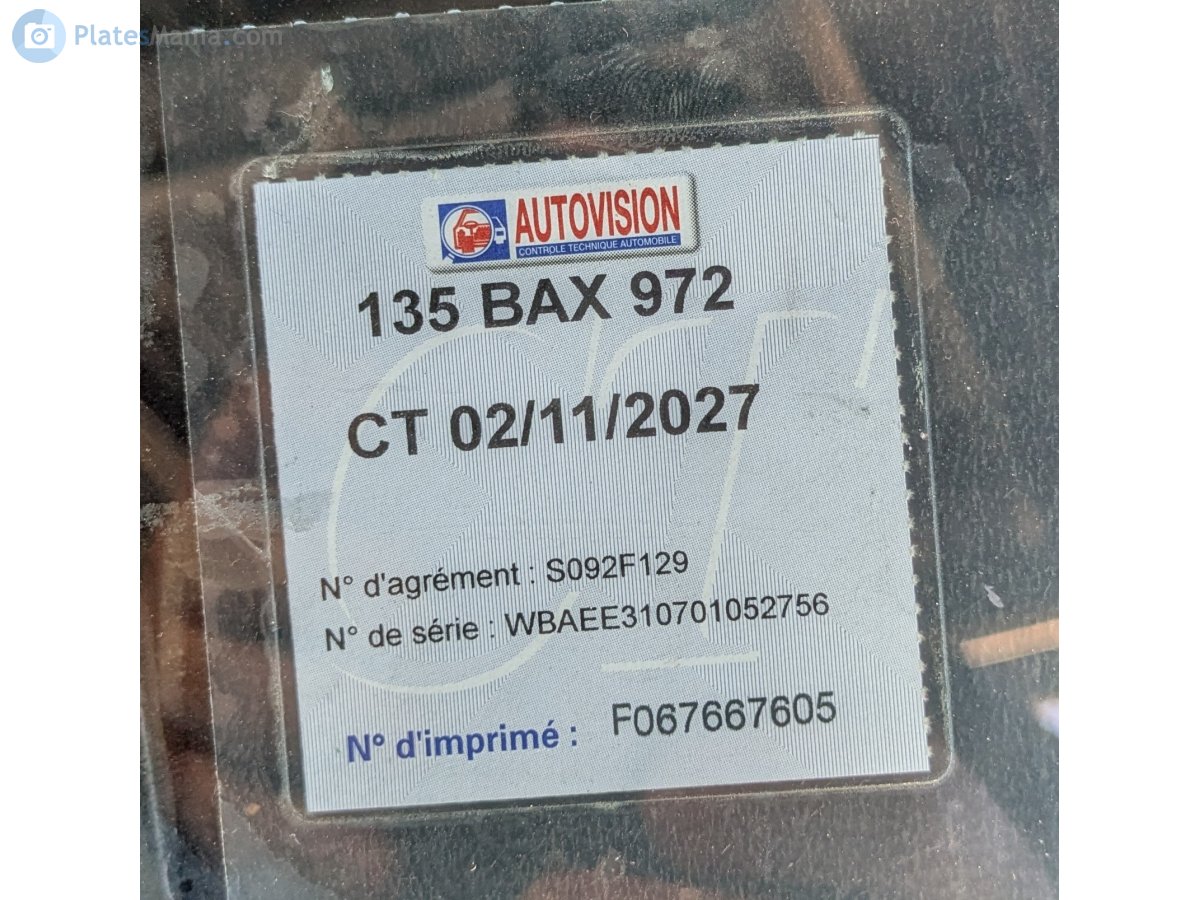 PlatesMania.com
AUTOVISION
CONTROLE TECHNIQUE AUTOMOBILE
135 BAX 972
CT 02/11/2027
CT
N° d'agrément : S092F129
N° de série : WBAEE310701052756
N° d'imprimé : F067667605